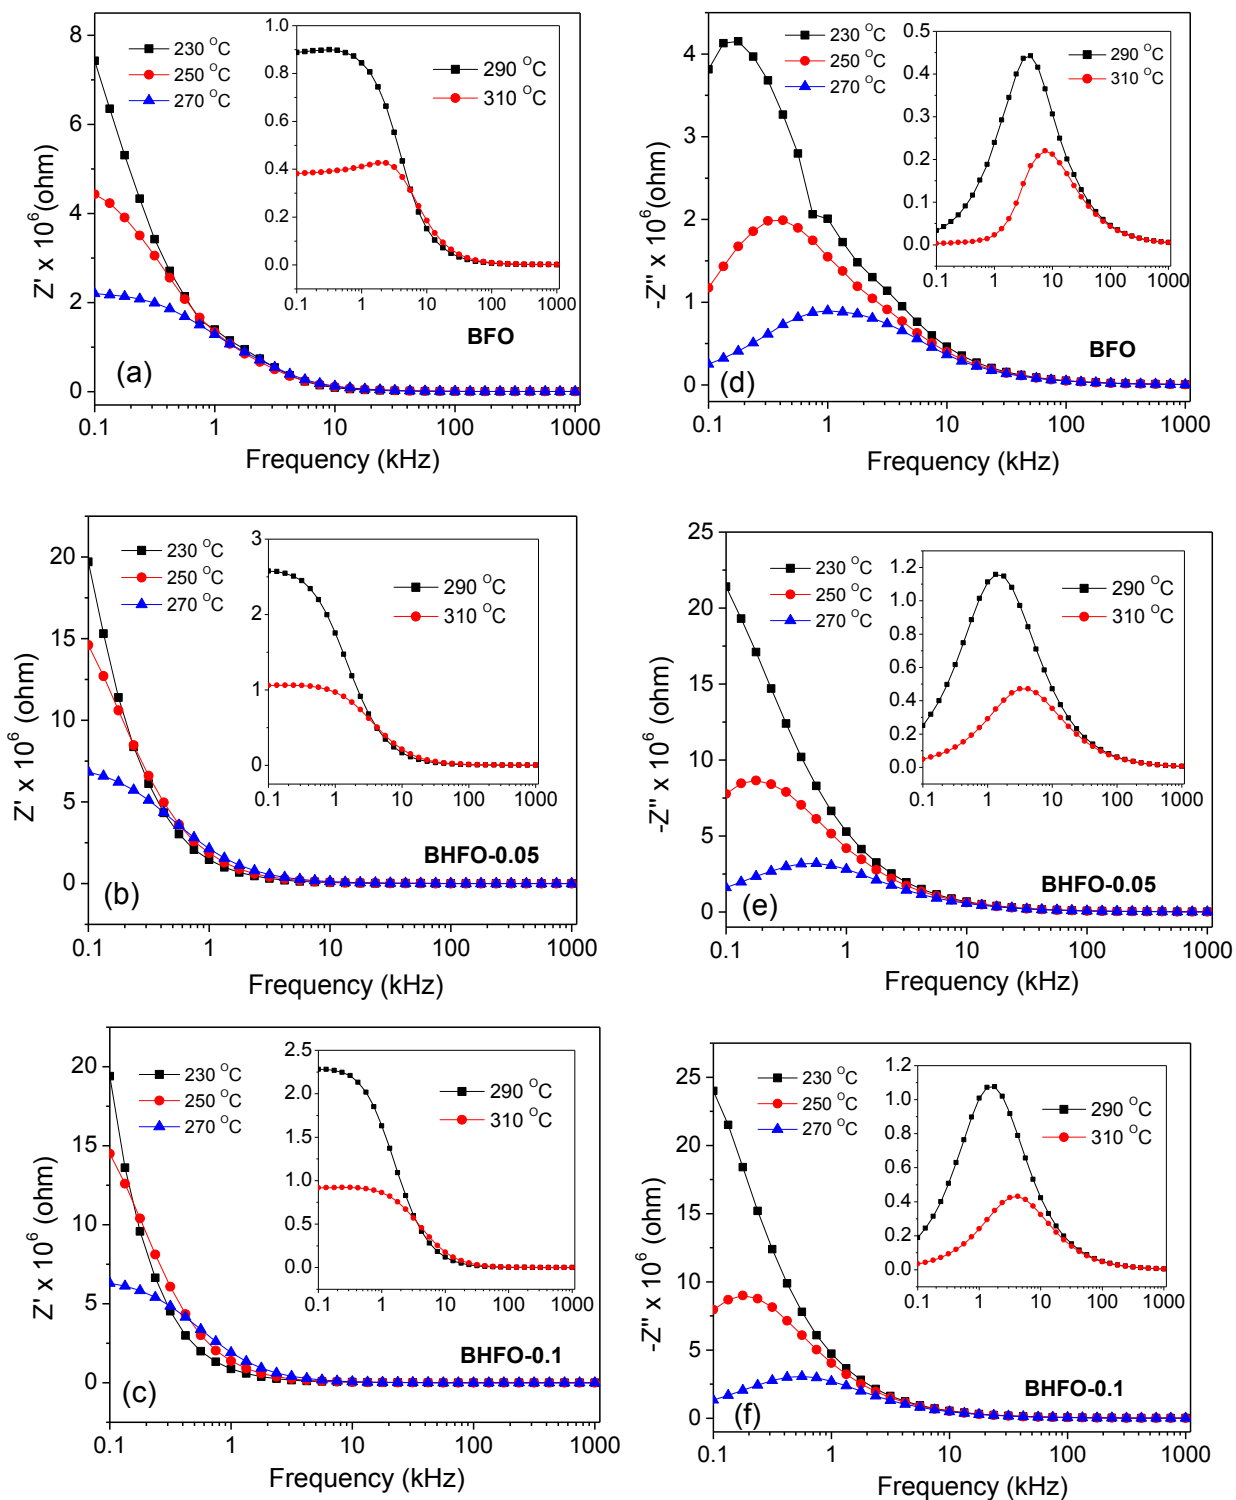 8
6
4
2
0
Z' x 10⁶(ohm)
230 °C
250 °C
270 °C
1.0
0.8
0.6
0.4
0.2
0.0
290 °C
310 °C
0.1 1 10 100 1000
BFO
(a)
0.1 1 10 100 1000
Frequency (kHz)
4
3
2
1
0
-Z" x 10⁶(ohm)
230 °C
250 °C
270 °C
0.5
0.4
0.3
0.2
0.1
0.0
290 °C
310 °C
0.1 1 10 100 1000
BFO
(d)
0.1 1 10 100 1000
Frequency (kHz)
20
15
10
5
0
Z' x 10⁶ (ohm)
230 °C
250 °C
270 °C
3
2
1
0
290 °C
310 °C
0.1 1 10 100 1000
BHFO-0.05
(b)
0.1 1 10 100 1000
Frequency (kHz)
25
20
15
10
5
0
-Z" x 10⁶ (ohm)
230 °C
250 °C
270 °C
1.2
1.0
0.8
0.6
0.4
0.2
0.0
290 °C
310 °C
0.1 1 10 100 1000
BHFO-0.05
(e)
0.1 1 10 100 1000
Frequency (kHz)
20
15
10
5
0
Z' x 10⁶ (ohm)
230 °C
250 °C
270 °C
2.5
2.0
1.5
1.0
0.5
0.0
290 °C
310 °C
0.1 1 10 100 1000
BHFO-0.1
(c)
0.1 1 10 100 1000
Frequency (kHz)
25
20
15
10
5
0
-Z" x 10⁶ (ohm)
230 °C
250 °C
270 °C
1.2
1.0
0.8
0.6
0.4
0.2
0.0
290 °C
310 °C
0.1 1 10 100 1000
BHFO-0.1
(f)
0.1 1 10 100 1000
Frequency (kHz)